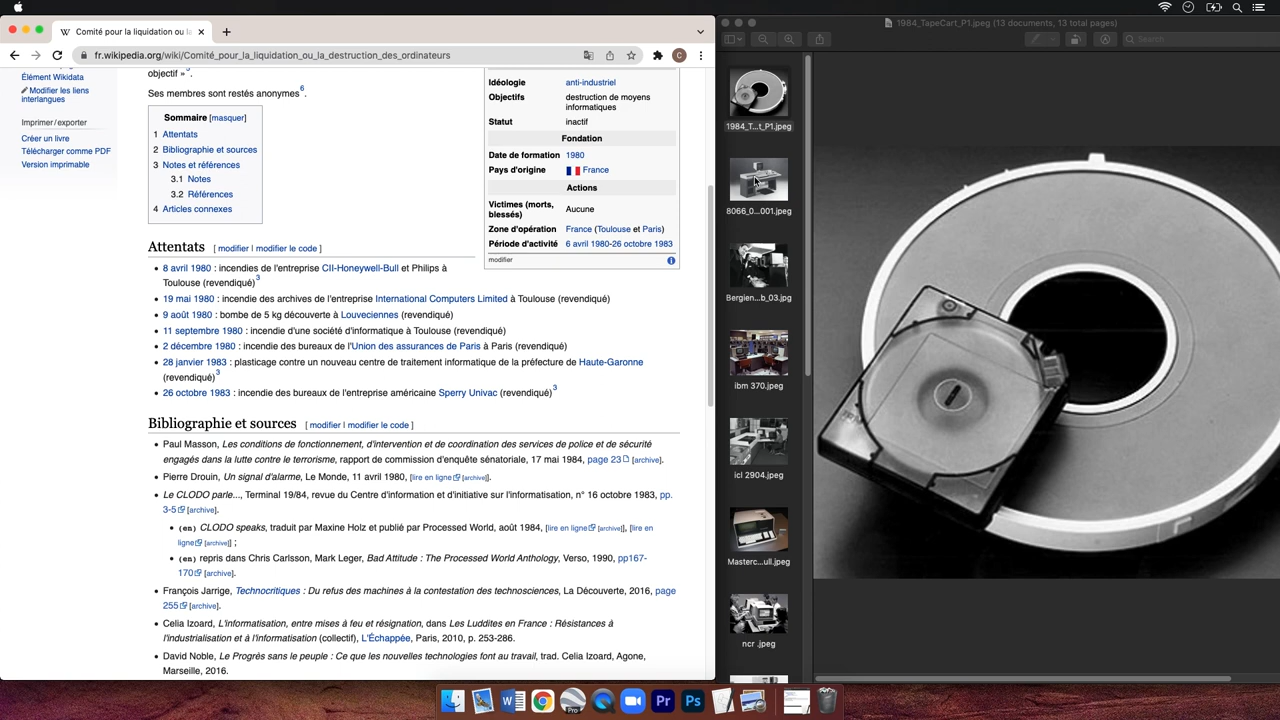 Comité pour la liquidation ou la
1984_TapeCart_P1.jpeg (13 documents, 13 total pages)
fr.wikipedia.org/wiki/Comité_pour_la_liquidation_ou_la_destruction_des_ordinateurs
C
Search
Élément Wikidata
Modifier les liens
interlangues
Imprimer/exporter
Créer un livre
Télécharger comme PDF
Version imprimable
objectif »5.
Ses membres sont restés anonymes6.
Sommaire [masquer]
1 Attentats
2 Bibliographie et sources
3 Notes et références
3.1 Notes
3.2 Références
4 Articles connexes
Idéologie anti-industriel
Objectifs destruction de moyens
informatiques
Statut inactif
Fondation
Date de formation 1980
Pays d'origine France
Actions
Victimes (morts,
blessés) Aucune
Zone d'opération France (Toulouse et Paris)
Période d'activité 6 avril 1980-26 octobre 1983
modifier
Attentats [ modifier | modifier le code ]
• 8 avril 1980 : incendies de l'entreprise CII-Honeywell-Bull et Philips à
Toulouse (revendiqué)3
• 19 mai 1980 : incendie des archives de l'entreprise International Computers Limited à Toulouse (revendiqué)
• 9 août 1980 : bombe de 5 kg découverte à Louveciennes (revendiqué)
• 11 septembre 1980 : incendie d'une société d'informatique à Toulouse (revendiqué)
• 2 décembre 1980 : incendie des bureaux de l'Union des assurances de Paris à Paris (revendiqué)
• 28 janvier 1983 : plasticage contre un nouveau centre de traitement informatique de la préfecture de Haute-Garonne
(revendiqué)3
• 26 octobre 1983 : incendie des bureaux de l'entreprise américaine Sperry Univac (revendiqué)3
Bibliographie et sources [ modifier | modifier le code ]
• Paul Masson, Les conditions de fonctionnement, d'intervention et de coordination des services de police et de sécurité
engagés dans la lutte contre le terrorisme, rapport de commission d'enquête sénatoriale, 17 mai 1984, page 23 [archive].
• Pierre Drouin, Un signal d'alarme, Le Monde, 11 avril 1980, [lire en ligne [archive]].
• Le CLODO parle..., Terminal 19/84, revue du Centre d'information et d'initiative sur l'informatisation, n° 16 octobre 1983, pp.
3-5 [archive].
• (en) CLODO speaks, traduit par Maxine Holz et publié par Processed World, août 1984, [lire en ligne [archive]], [lire en
ligne [archive]] ;
• (en) repris dans Chris Carlsson, Mark Leger, Bad Attitude : The Processed World Anthology, Verso, 1990, pp167-
170 [archive].
• François Jarrige, Technocritiques : Du refus des machines à la contestation des technosciences, La Découverte, 2016, page
255 [archive].
• Celia Izoard, L'informatisation, entre mises à feu et résignation, dans Les Luddites en France : Résistances à
l'industrialisation et à l'informatisation (collectif), L'Échappée, Paris, 2010, p. 253-286.
• David Noble, Le Progrès sans le peuple : Ce que les nouvelles technologies font au travail, trad. Celia Izoard, Agone,
Marseille, 2016.
1984_T...t_P1.jpeg
8066_0...001.jpeg
Bergien...b_03.jpg
ibm 370.jpeg
icl 2904.jpeg
Masterc...ull.jpeg
ncr .jpeg
Pro
Pr
Ps